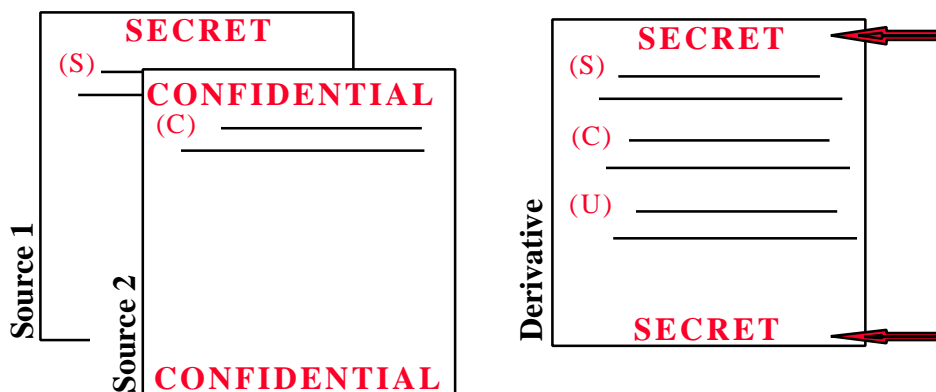 SECRET
(S)
CONFIDENTIAL
(C)
CONFIDENTIAL
Source 1
Source 2
SECRET
(S)
(C)
(U)
SECRET
Derivative